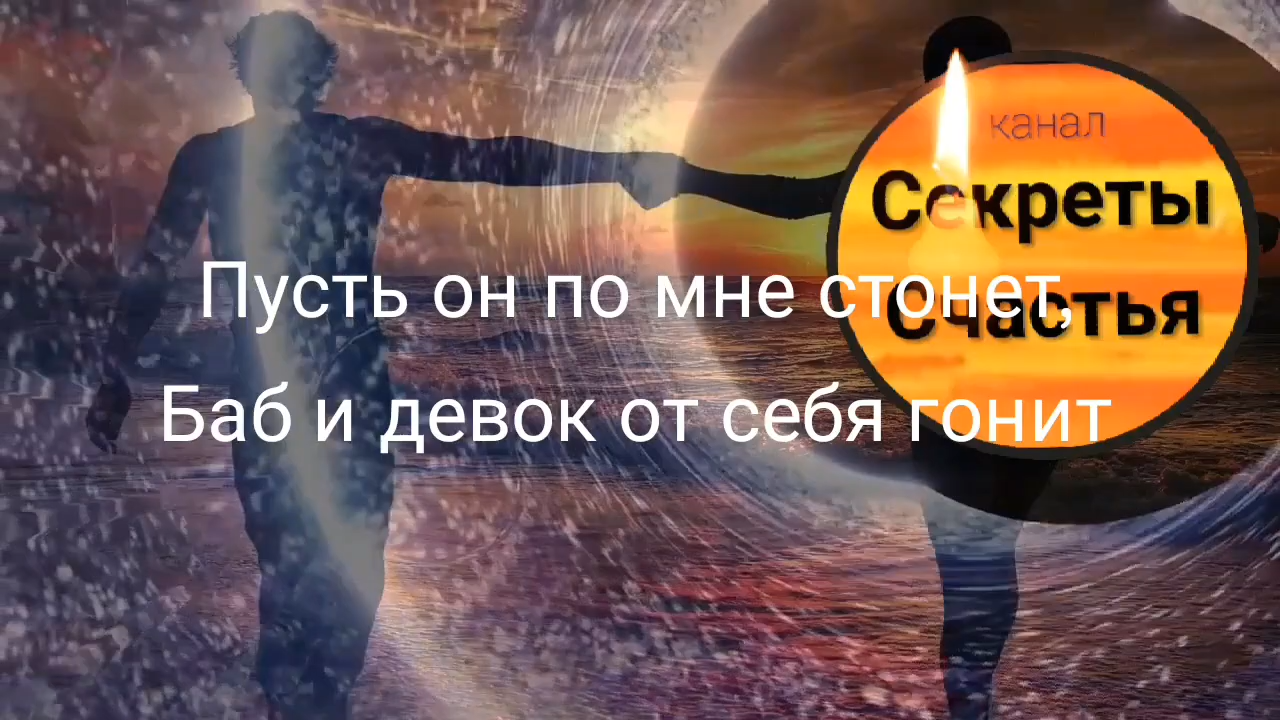 канал
Секреты
Счастья
Пусть он по мне стонет,
Баб и девок от себя гонит